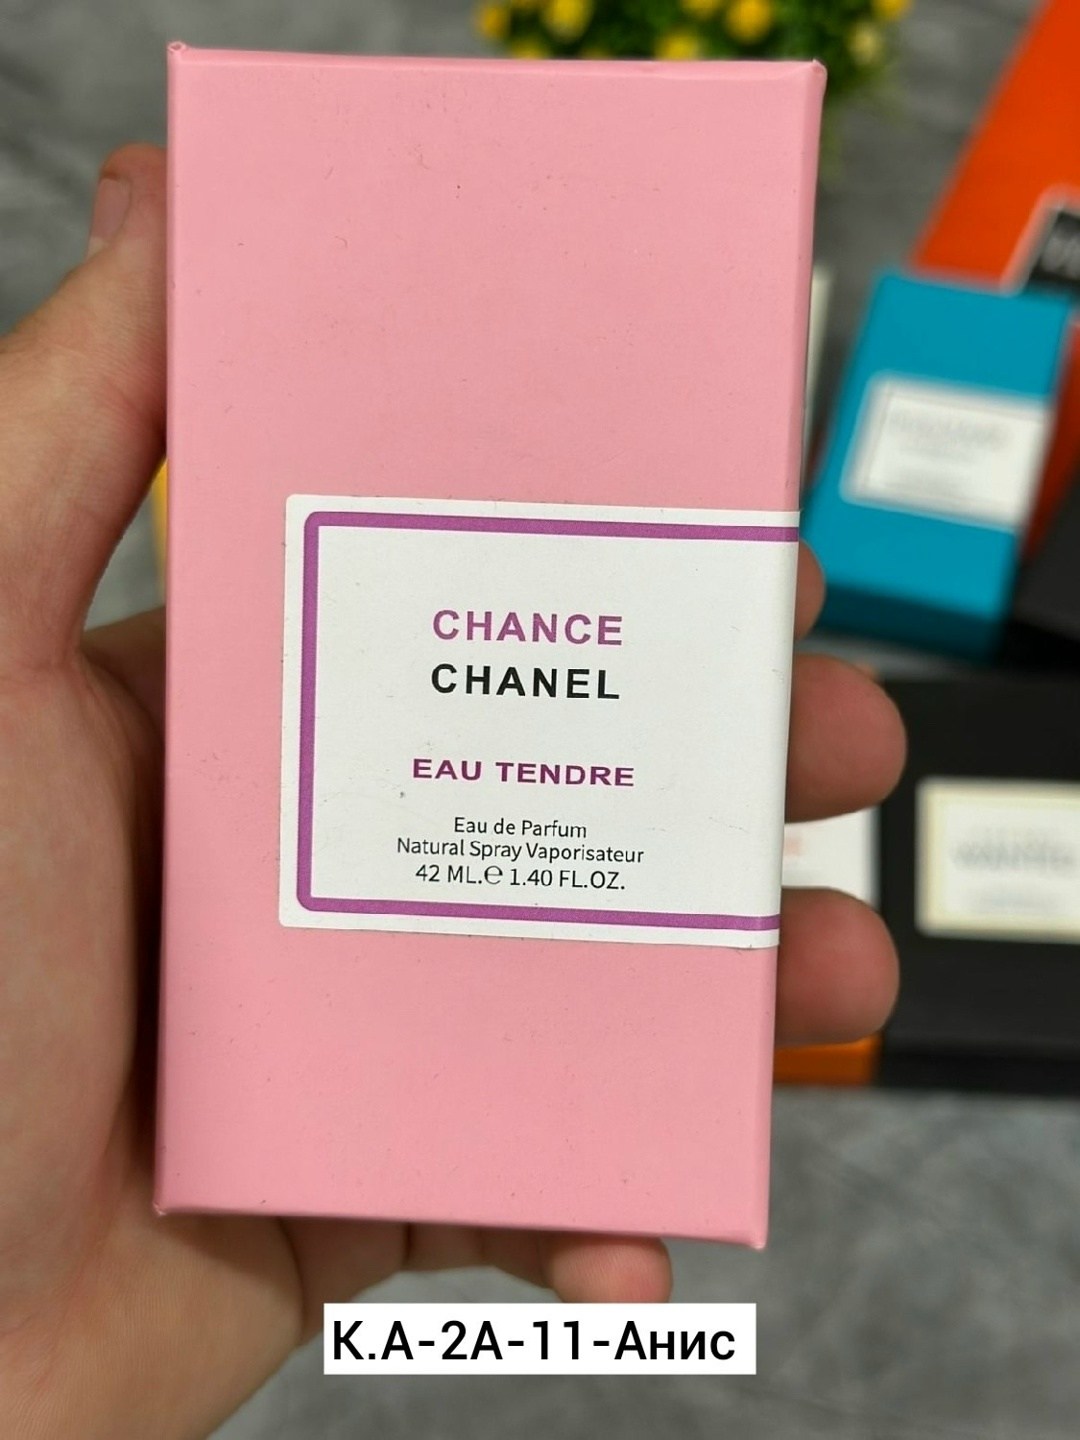 CHANCE
CHANEL
EAU TENDRE
Eau de Parfum
Natural Spray Vaporisateur
42 ML.℮ 1.40 FL.OZ.
К.А-2А-11-Анис